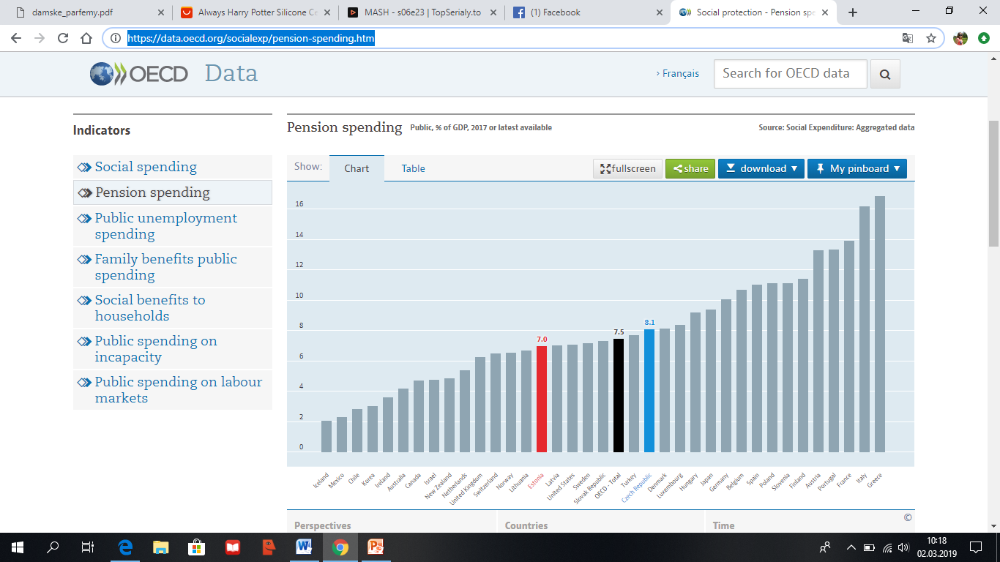 damske_parfemy.pdf
Always Harry Potter Silicone Ce
MASH - s06e23 | TopSerialy.to
(1) Facebook
Social protection - Pension spe
https://data.oecd.org/socialexp/pension-spending.htm
OECD Data
› Français
Search for OECD data
Indicators
Social spending
Pension spending
Public unemployment
spending
Family benefits public
spending
Social benefits to
households
Public spending on
incapacity
Public spending on labour
markets
Pension spending Public, % of GDP, 2017 or latest available
Source: Social Expenditure: Aggregated data
Show:
Chart
Table
fullscreen
share
download ▼
My pinboard ▼
16
14
12
10
8
6
4
2
0
7.0
7.5
8.1
Iceland
Mexico
Chile
Korea
Ireland
Australia
Canada
Israel
New Zealand
Netherlands
United Kingdom
Switzerland
Norway
Lithuania
Estonia
Latvia
United States
Sweden
Slovak Republic
OECD - Total
Turkey
Czech Republic
Denmark
Luxembourg
Hungary
Japan
Germany
Belgium
Spain
Poland
Slovenia
Finland
Austria
Portugal
France
Italy
Greece
©
Perspectives
Countries
Time
10:18
02.03.2019